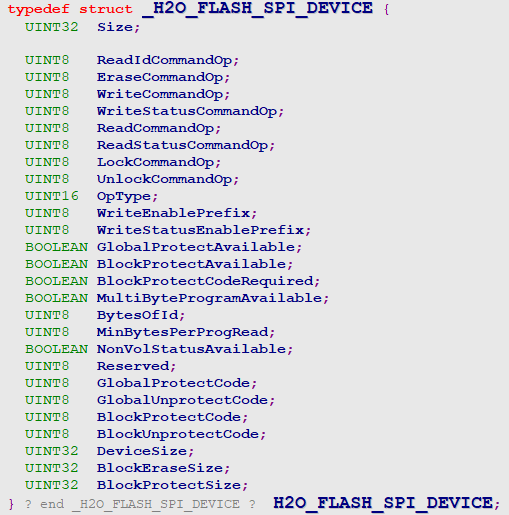 typedef struct _H2O_FLASH_SPI_DEVICE {
UINT32 Size;
UINT8 ReadIdCommandOp;
UINT8 EraseCommandOp;
UINT8 WriteCommandOp;
UINT8 WriteStatusCommandOp;
UINT8 ReadCommandOp;
UINT8 ReadStatusCommandOp;
UINT8 LockCommandOp;
UINT8 UnlockCommandOp;
UINT16 OpType;
UINT8 WriteEnablePrefix;
UINT8 WriteStatusEnablePrefix;
BOOLEAN GlobalProtectAvailable;
BOOLEAN BlockProtectAvailable;
BOOLEAN BlockProtectCodeRequired;
BOOLEAN MultiByteProgramAvailable;
UINT8 BytesOfId;
UINT8 MinBytesPerProgRead;
BOOLEAN NonVolStatusAvailable;
UINT8 Reserved;
UINT8 GlobalProtectCode;
UINT8 GlobalUnprotectCode;
UINT8 BlockProtectCode;
UINT8 BlockUnprotectCode;
UINT32 DeviceSize;
UINT32 BlockEraseSize;
UINT32 BlockProtectSize;
} ? end _H2O_FLASH_SPI_DEVICE ? H2O_FLASH_SPI_DEVICE;